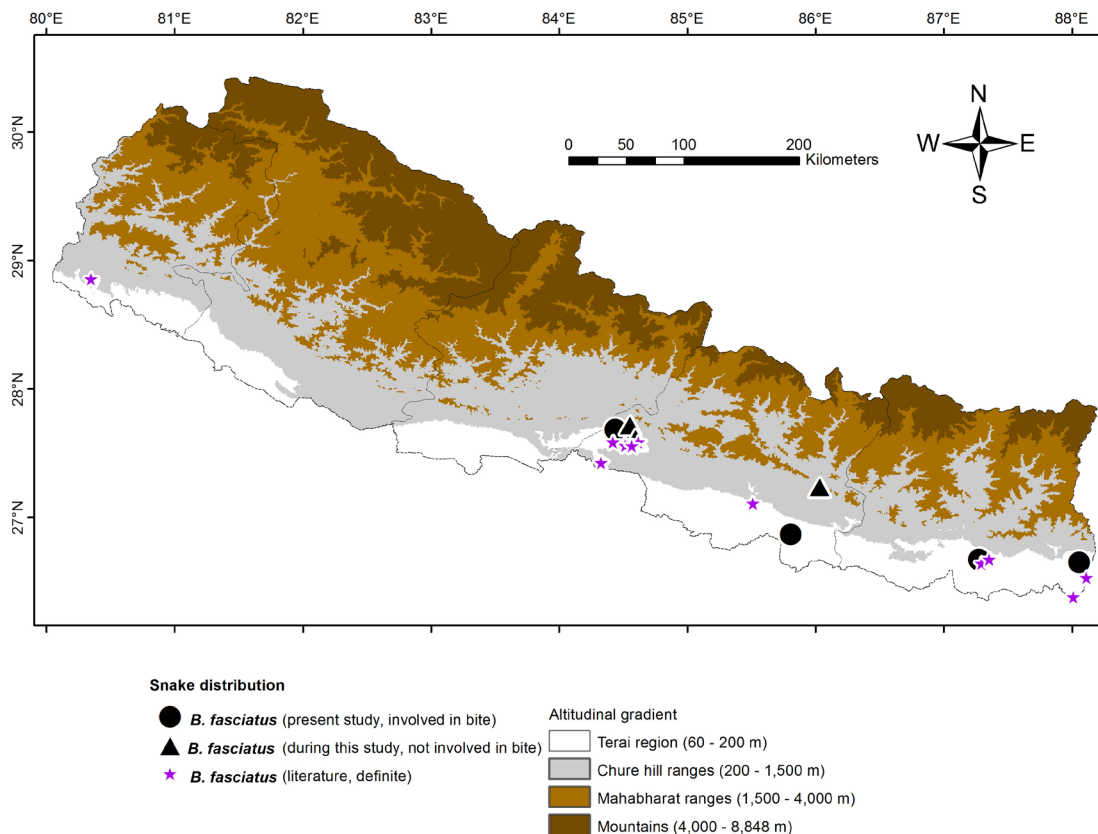 80°E 81°E 82°E 83°E 84°E 85°E 86°E 87°E 88°E
N
W E
S
0 50 100 200
Kilometers
30°N
29°N
28°N
27°N
Snake distribution
B. fasciatus (present study, involved in bite)
B. fasciatus (during this study, not involved in bite)
B. fasciatus (literature, definite)
Altitudinal gradient
Terai region (60 - 200 m)
Chure hill ranges (200 - 1,500 m)
Mahabharat ranges (1,500 - 4,000 m)
Mountains (4,000 - 8,848 m)